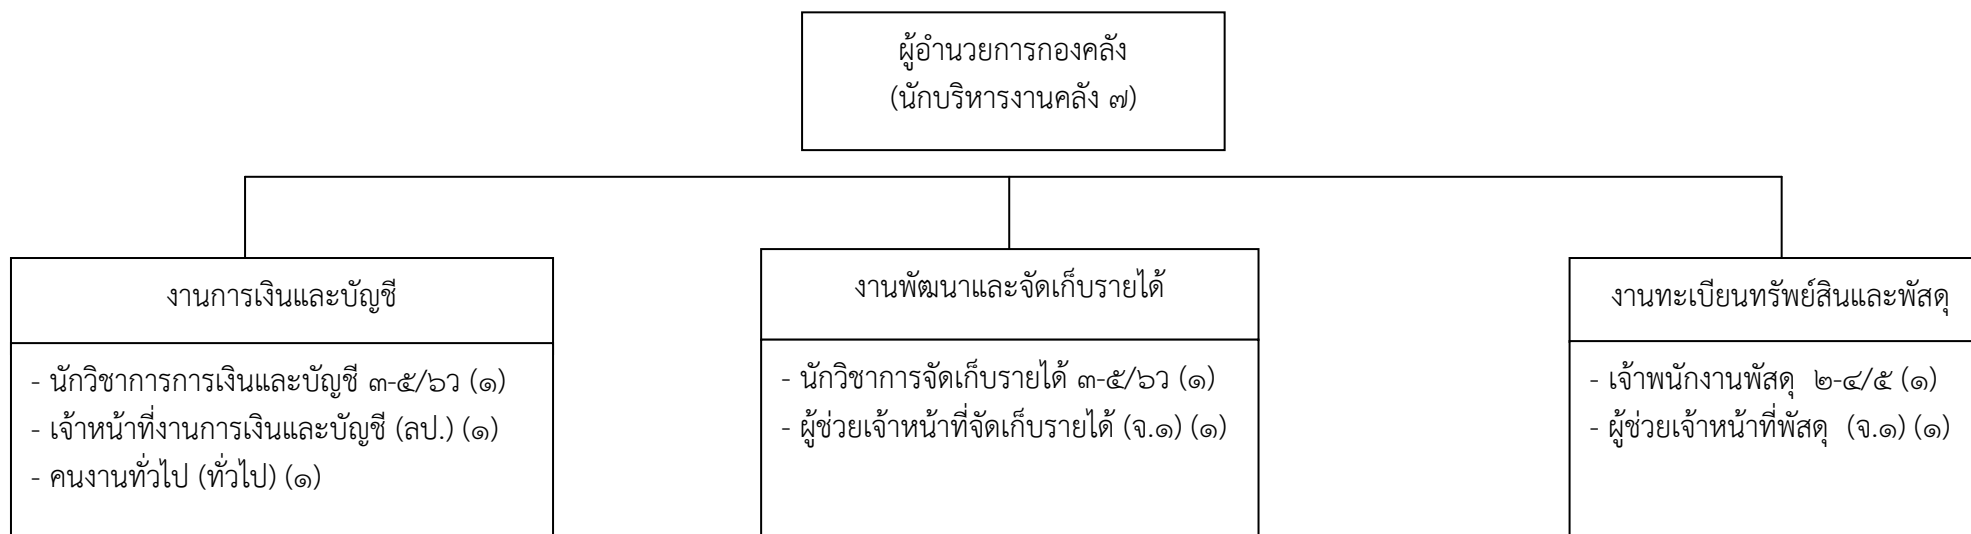 ผู้อำนวยการกองคลัง
(นักบริหารงานคลัง ๗)
งานการเงินและบัญชี
- นักวิชาการการเงินและบัญชี ๓-๕/๖ว (๑)
- เจ้าหน้าที่งานการเงินและบัญชี (ลป.) (๑)
- คนงานทั่วไป (ทั่วไป) (๑)
งานพัฒนาและจัดเก็บรายได้
- นักวิชาการจัดเก็บรายได้ ๓-๕/๖ว (๑)
- ผู้ช่วยเจ้าหน้าที่จัดเก็บรายได้ (จ.๑) (๑)
งานทะเบียนทรัพย์สินและพัสดุ
- เจ้าพนักงานพัสดุ ๒-๔/๕ (๑)
- ผู้ช่วยเจ้าหน้าที่พัสดุ (จ.๑) (๑)